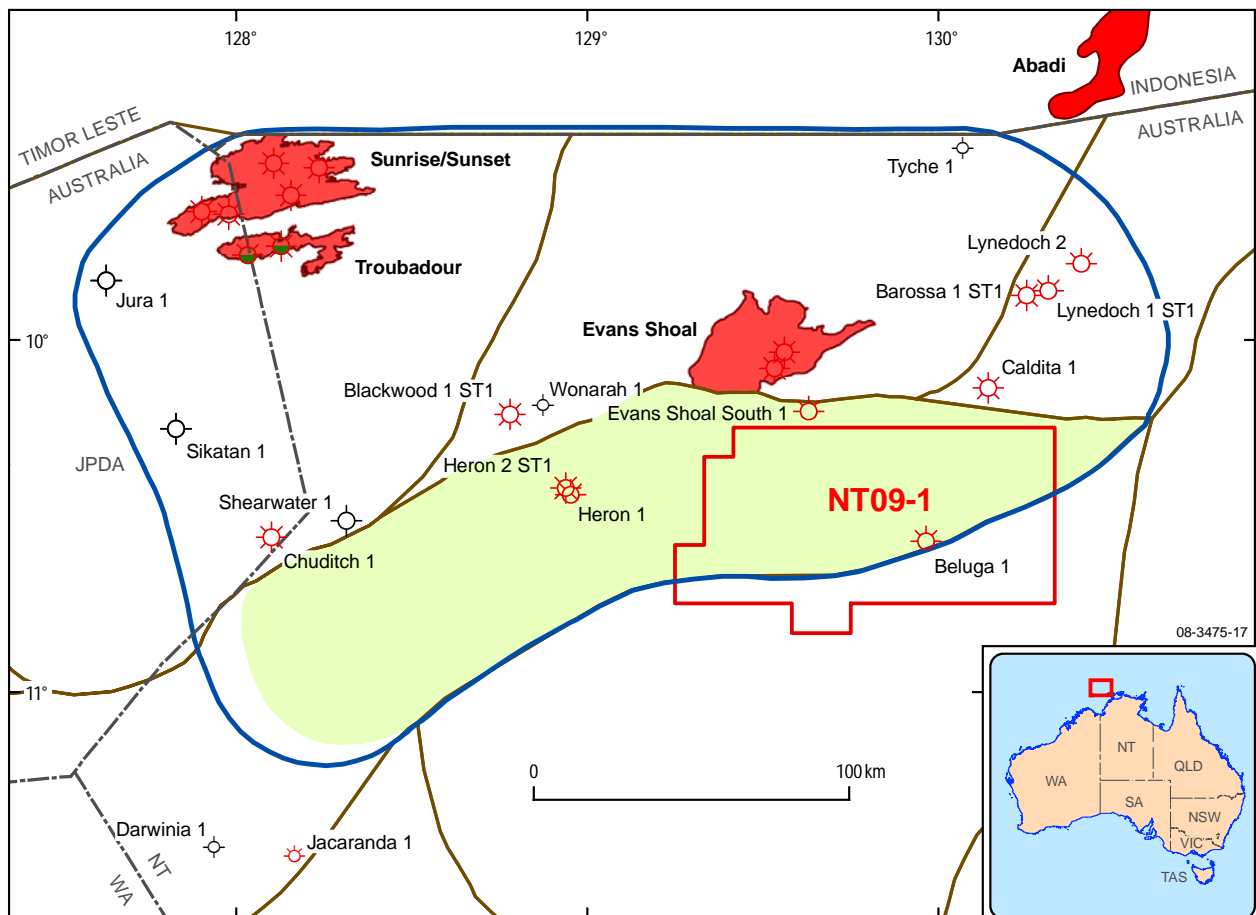 128°
129°
130°
Abadi
INDONESIA
AUSTRALIA
TIMOR LESTE
AUSTRALIA
Sunrise/Sunset
Tyche 1
Troubadour
Lynedoch 2
Barossa 1 ST1
Lynedoch 1 ST1
Jura 1
Evans Shoal
10°
Caldita 1
Blackwood 1 ST1
Wonarah 1
Evans Shoal South 1
Sikatan 1
JPDA
Heron 2 ST1
Heron 1
NT09-1
Shearwater 1
Chuditch 1
Beluga 1
08-3475-17
11°
0
100 km
Darwinia 1
Jacaranda 1
NT
WA
NT
QLD
WA
SA
NSW
VIC
TAS